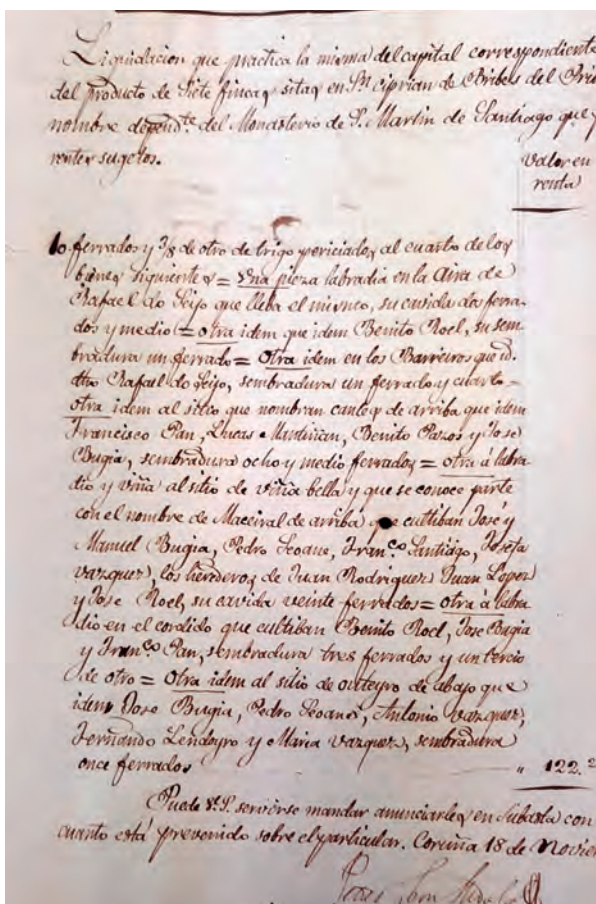 Liquidacion que practica la misma del capital correspondiente
del producto de siete fincas sitas en Sn Ciprian de Bribes del
nombre depend.te del Monasterio de S. Martin de Santiago que
rentes sugetos.
Valor en
renta
10 ferrados y 3/8 de otro de trigo periciados al cuarto de los
bienes siguientes = una pieza labradia en la Aira de
Rafael do Seijo que lleba el mismo, su cavida dos ferra-
dos y medio = otra idem que idem Benito Roel, su sem
bradura un ferrado = Otra idem en los Barreiros que id.
dho Rafael do Seijo, sembradura un ferrado y cuarto =
otra idem al sitio que nombran de arriba que idem
Francisco Pan, Lucas Mantiñan, Benito Pazos y Jose
Bugia, sembradura ocho y medio ferrados = otra á labra-
dio y viña al sitio de viña bella y que se conoce parte
con el nombre de Maceiral de arriba que cultiban José y
Manuel Bugia, Pedro Seoane, Fran.co Santiago, Josefa
Vazquez, los herederos de Juan Rodriguez Juan Lopez
y Jose Roel, su cavida veinte ferrados = otra á labra-
dio en el cordido que cultiban Benito Roel, Jose Bugia
y Fran.co Pan, sembradura tres ferrados y un tercio
de otro = Otra idem al sitio de outeyro de abajo que
idem Jose Bugia, Pedro Seoane, Antonio Vazquez,
Fernando Lendoyro y Maria Vazquez, sembradura
once ferrados " 122.
Puede V.S. servirse mandar anunciarles en Subasta con
cuanto está prevenido sobre el particular. Coruña 18 de Novie